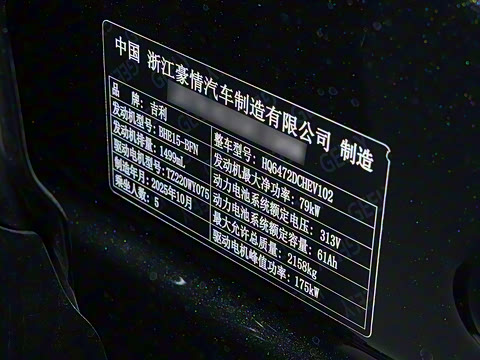 中国 浙江豪情汽车制造有限公司 制造
品 牌: 吉利
发动机型号: BHE15-BFN
发动机排量: 1499mL
驱动电机型号: TZ220WY075
制造年月: 2025年10月
乘坐人数: 5
整车型号: HQ6472DCHEV102
发动机最大净功率: 79kW
动力电池系统额定电压: 313V
动力电池系统额定容量: 61Ah
最大允许总质量: 2158kg
驱动电机峰值功率: 175kW